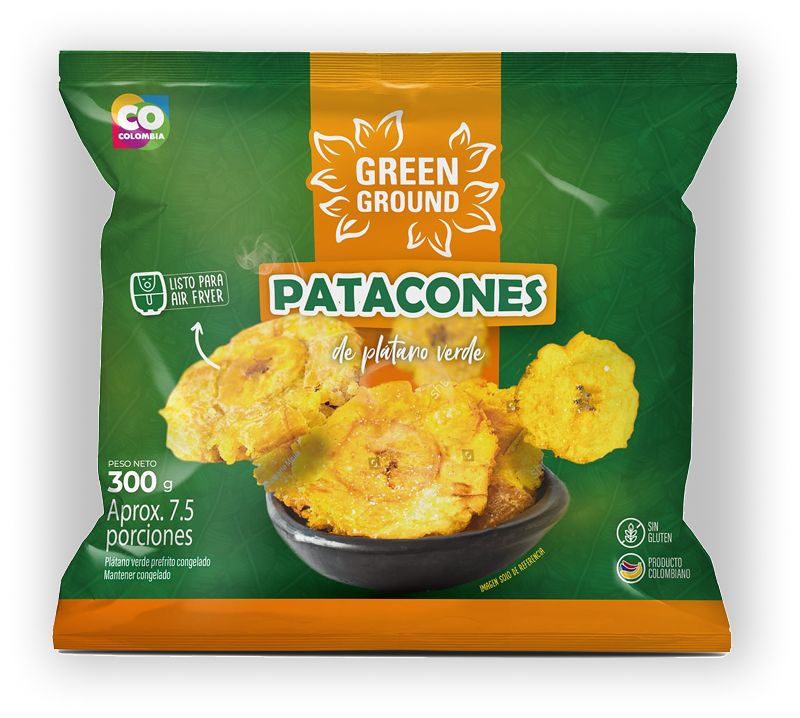 CO
COLOMBIA
GREEN
GROUND
LISTO PARA
AIR FRYER
PATACONES
de plátano verde
PESO NETO
300 g
Aprox. 7.5
porciones
Plátano verde prefrito congelado
Mantener congelado
IMAGEN SOLO DE REFERENCIA
SIN
GLUTEN
PRODUCTO
COLOMBIANO